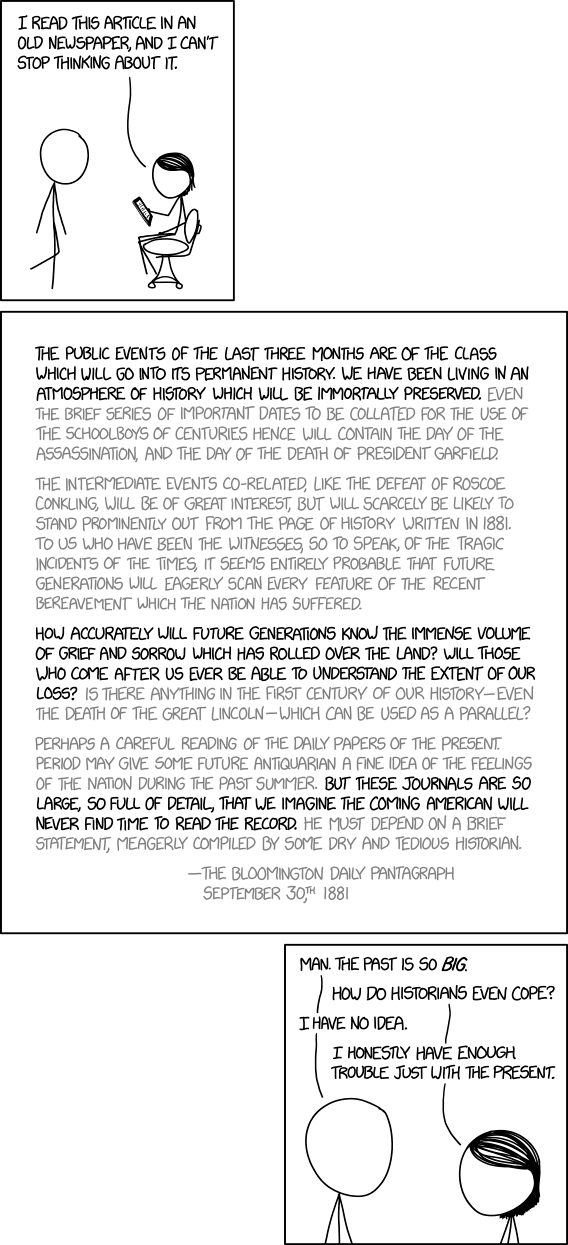 I READ THIS ARTICLE IN AN
OLD NEWSPAPER, AND I CAN'T
STOP THINKING ABOUT IT.
THE PUBLIC EVENTS OF THE LAST THREE MONTHS ARE OF THE CLASS
WHICH WILL GO INTO ITS PERMANENT HISTORY. WE HAVE BEEN LIVING IN AN
ATMOSPHERE OF HISTORY WHICH WILL BE IMMORTALLY PRESERVED. EVEN
THE BRIEF SERIES OF IMPORTANT DATES TO BE COLLATED FOR THE USE OF
THE SCHOOLBOYS OF CENTURIES HENCE WILL CONTAIN THE DAY OF THE
ASSASSINATION, AND THE DAY OF THE DEATH OF PRESIDENT GARFIELD.
THE INTERMEDIATE EVENTS CO-RELATED, LIKE THE DEFEAT OF ROSCOE
CONKLING, WILL BE OF GREAT INTEREST, BUT WILL SCARCELY BE LIKELY TO
STAND PROMINENTLY OUT FROM THE PAGE OF HISTORY WRITTEN IN 1881.
TO US WHO HAVE BEEN THE WITNESSES, SO TO SPEAK, OF THE TRAGIC
INCIDENTS OF THE TIMES, IT SEEMS ENTIRELY PROBABLE THAT FUTURE
GENERATIONS WILL EAGERLY SCAN EVERY FEATURE OF THE RECENT
BEREAVEMENT WHICH THE NATION HAS SUFFERED.
HOW ACCURATELY WILL FUTURE GENERATIONS KNOW THE IMMENSE VOLUME
OF GRIEF AND SORROW WHICH HAS ROLLED OVER THE LAND? WILL THOSE
WHO COME AFTER US EVER BE ABLE TO UNDERSTAND THE EXTENT OF OUR
LOSS? IS THERE ANYTHING IN THE FIRST CENTURY OF OUR HISTORY—EVEN
THE DEATH OF THE GREAT LINCOLN—WHICH CAN BE USED AS A PARALLEL?
PERHAPS A CAREFUL READING OF THE DAILY PAPERS OF THE PRESENT
PERIOD MAY GIVE SOME FUTURE ANTIQUARIAN A FINE IDEA OF THE FEELINGS
OF THE NATION DURING THE PAST SUMMER. BUT THESE JOURNALS ARE SO
LARGE, SO FULL OF DETAIL, THAT WE IMAGINE THE COMING AMERICAN WILL
NEVER FIND TIME TO READ THE RECORD. HE MUST DEPEND ON A BRIEF
STATEMENT, MEAGERLY COMPILED BY SOME DRY AND TEDIOUS HISTORIAN.
—THE BLOOMINGTON DAILY PANTAGRAPH
SEPTEMBER 30,TH 1881
MAN. THE PAST IS SO BIG.
HOW DO HISTORIANS EVEN COPE?
I HAVE NO IDEA.
I HONESTLY HAVE ENOUGH
TROUBLE JUST WITH THE PRESENT.